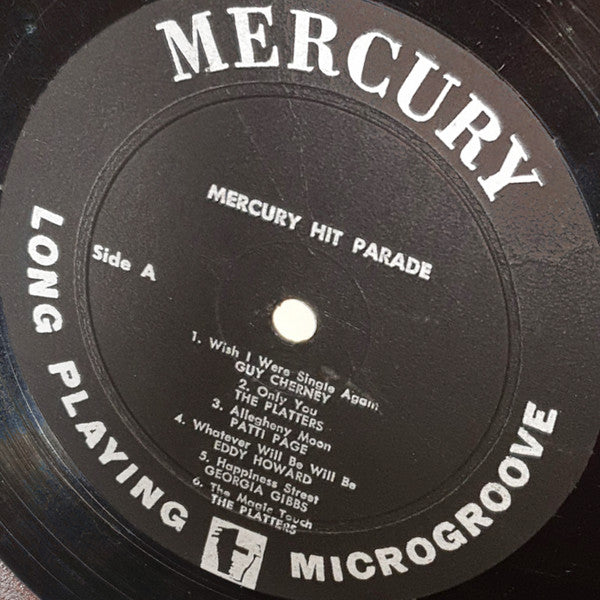 MERCURY
MERCURY HIT PARADE
Side A
1. Wish I Were Single Again
GUY CHERNEY
2. Only You
THE PLATTERS
3. Allegheny Moon
PATTI PAGE
4. Whatever Will Be Will Be
EDDY HOWARD
5. Happiness Street
GEORGIA GIBBS
6. The Magic Touch
THE PLATTERS
LONG PLAYING MICROGROOVE